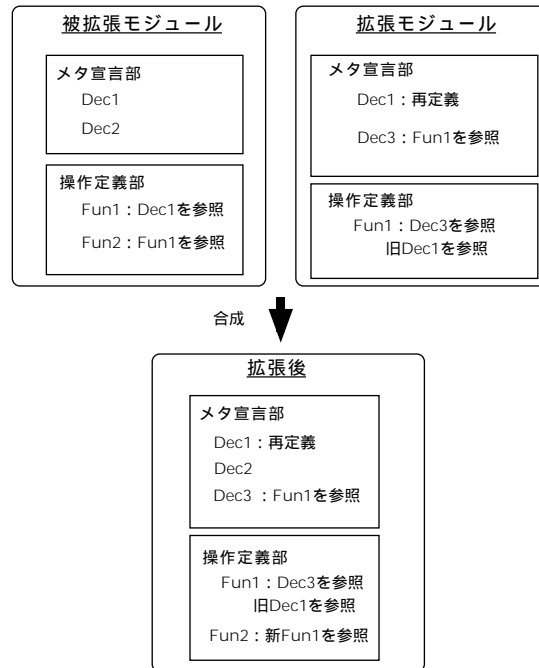 被拡張モジュール
メタ宣言部
Dec1
Dec2
操作定義部
Fun1：Dec1を参照
Fun2：Fun1を参照
拡張モジュール
メタ宣言部
Dec1：再定義
Dec3：Fun1を参照
操作定義部
Fun1：Dec3を参照
旧Dec1を参照
合成
拡張後
メタ宣言部
Dec1：再定義
Dec2
Dec3 ：Fun1を参照
操作定義部
Fun1：Dec3を参照
旧Dec1を参照
Fun2：新Fun1を参照